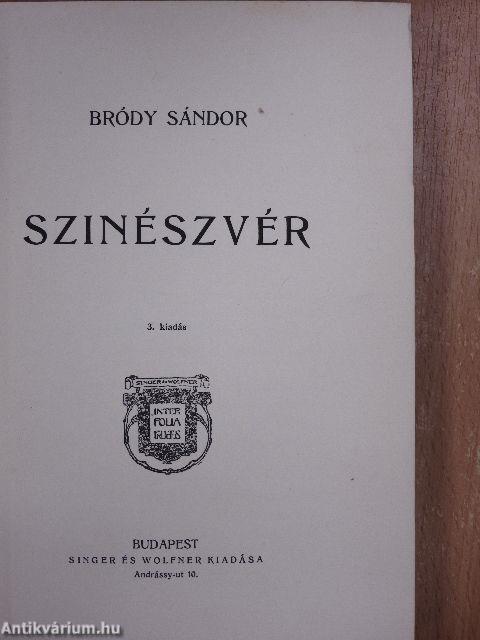 BRÓDY SÁNDOR
SZINÉSZVÉR
3. kiadás
SINGER ÉS WOLFNER
INTER
FOLIA
BUDAPEST
SINGER ÉS WOLFNER KIADÁSA
Andrássy-ut 10.
Antikvárium.hu